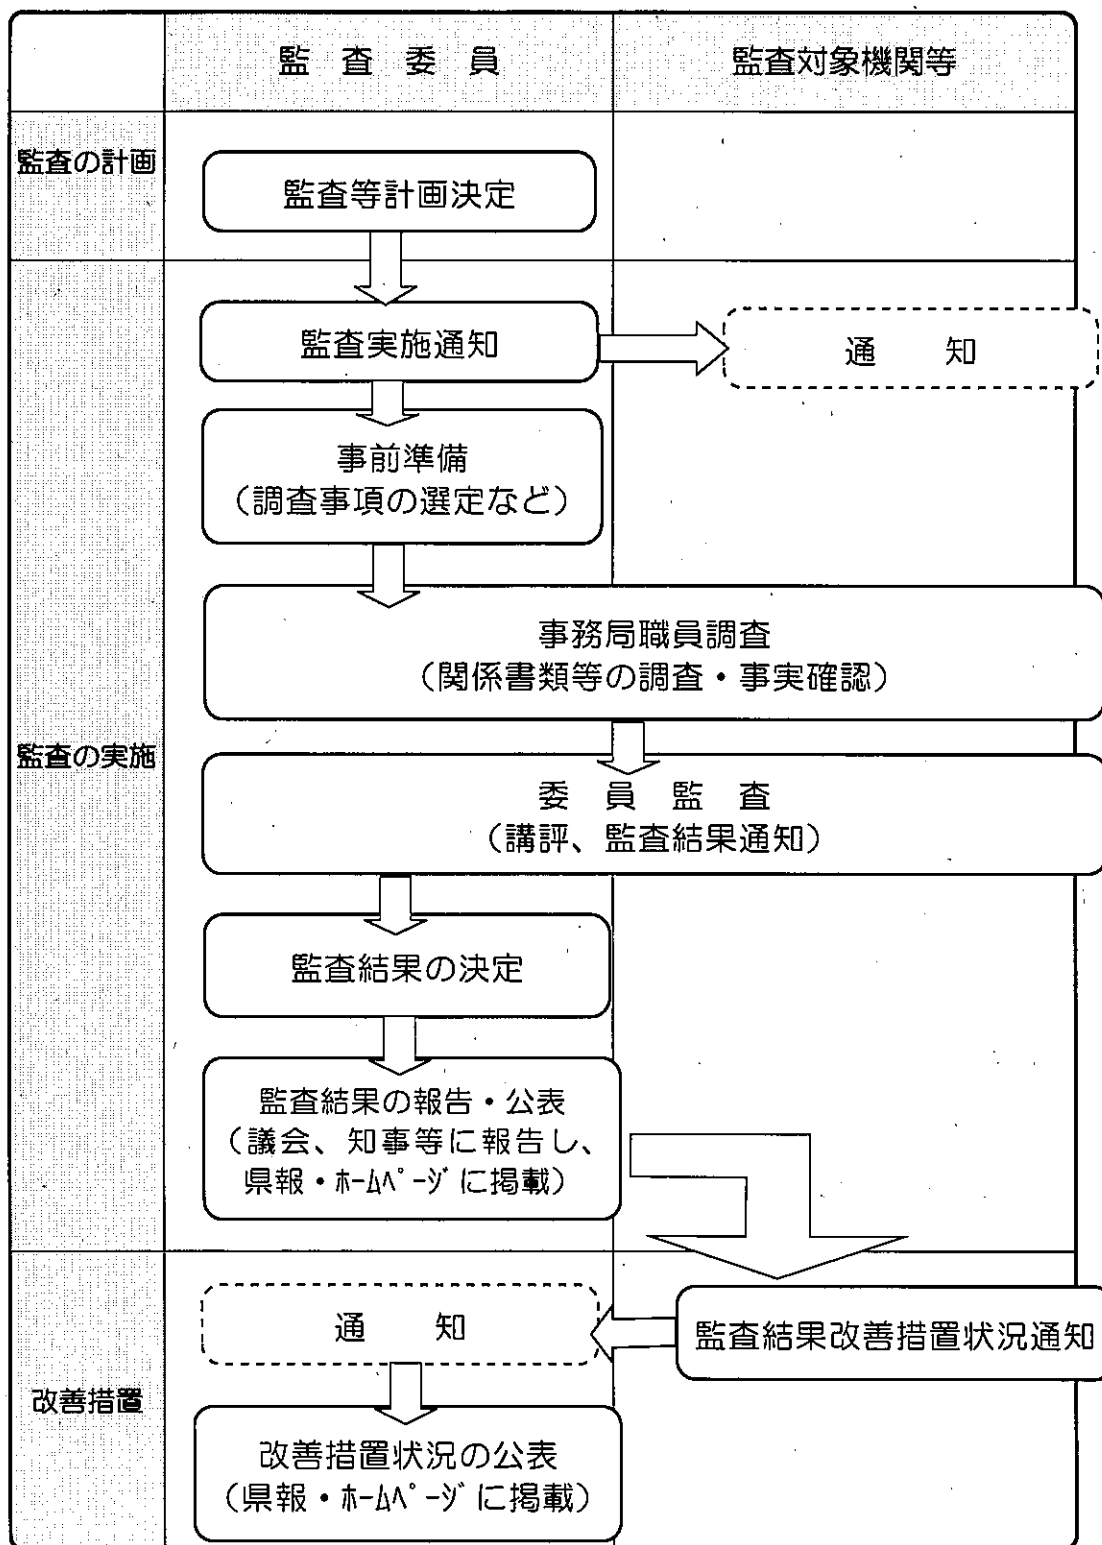 監査委員
監査対象機関等
監査の計画
監査等計画決定
監査実施通知
通知
事前準備
（調査事項の選定など）
事務局職員調査
（関係書類等の調査・事実確認）
監査の実施
委員監査
（講評、監査結果通知）
監査結果の決定
監査結果の報告・公表
（議会、知事等に報告し、
県報・ﾎｰﾑﾍﾟｰｼﾞに掲載）
通知
監査結果改善措置状況通知
改善措置
改善措置状況の公表
（県報・ﾎｰﾑﾍﾟｰｼﾞに掲載）